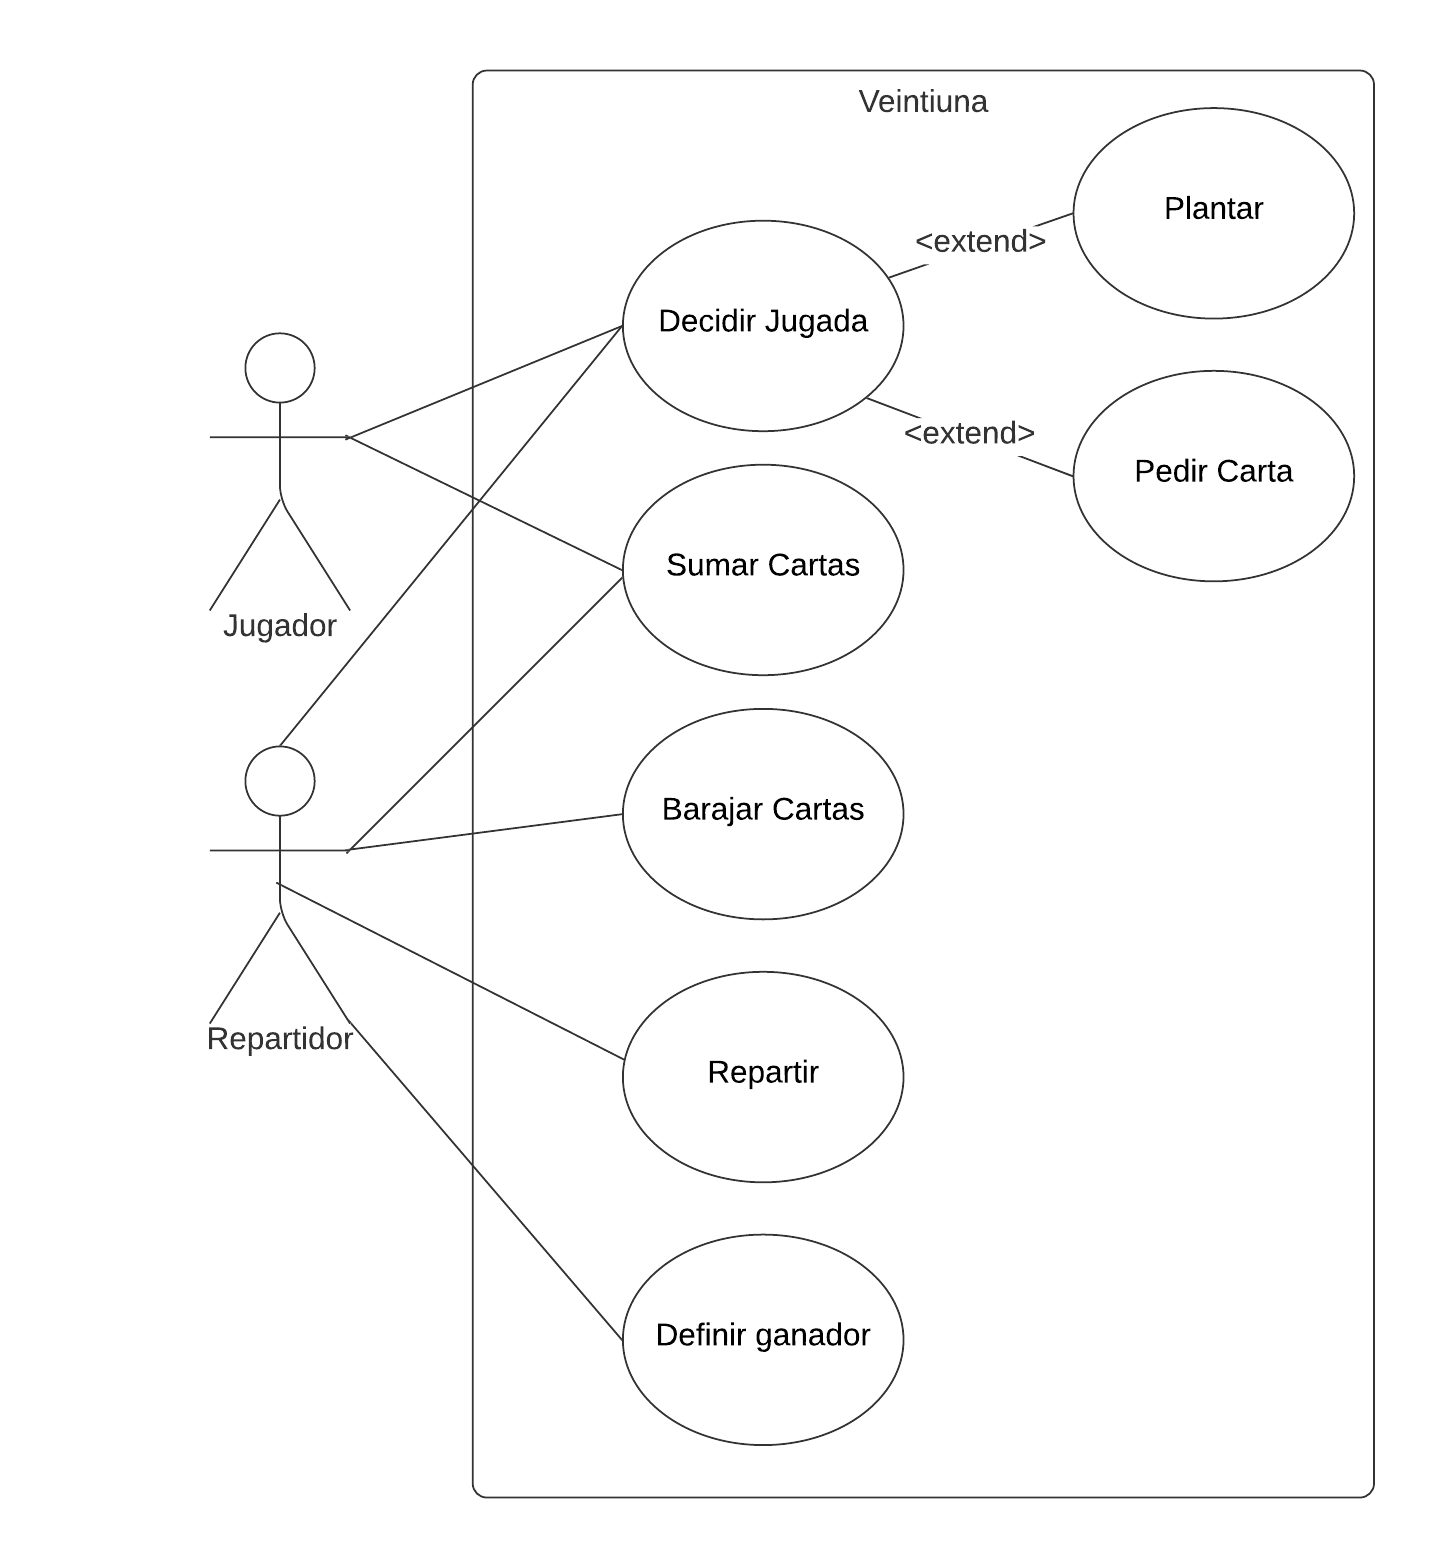 Veintiuna
Plantar
<extend>
Decidir Jugada
<extend>
Pedir Carta
Sumar Cartas
Jugador
Barajar Cartas
Repartidor
Repartir
Definir ganador